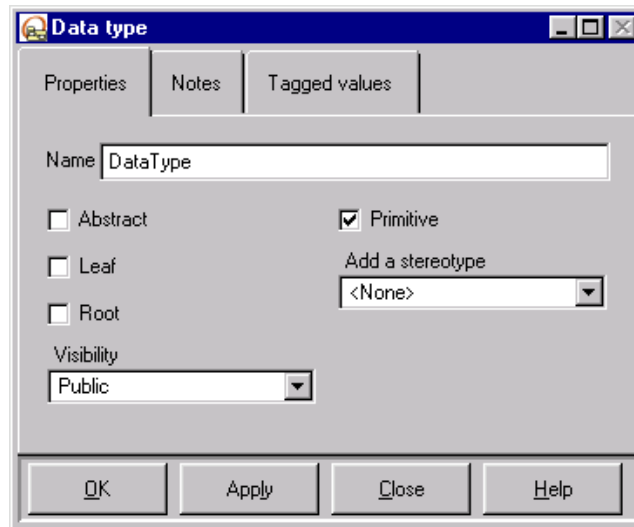 Data type
Properties Notes Tagged values
Name DataType
Abstract Primitive
Leaf Add a stereotype
<None>
Root
Visibility
Public
OK Apply Close Help